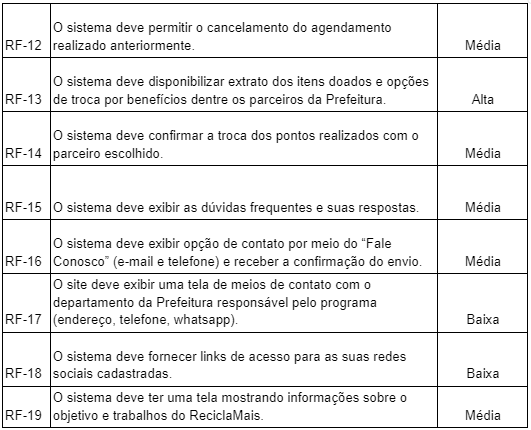 O sistema deve permitir o cancelamento do agendamento
RF-12 realizado anteriormente. Média
O sistema deve disponibilizar extrato dos itens doados e opções
RF-13 de troca por benefícios dentre os parceiros da Prefeitura. Alta
O sistema deve confirmar a troca dos pontos realizados com o
RF-14 parceiro escolhido. Média
RF-15 O sistema deve exibir as dúvidas frequentes e suas respostas. Média
O sistema deve exibir opção de contato por meio do “Fale
RF-16 Conosco” (e-mail e telefone) e receber a confirmação do envio. Média
O site deve exibir uma tela de meios de contato com o
departamento da Prefeitura responsável pelo programa
RF-17 (endereço, telefone, whatsapp). Baixa
O sistema deve fornecer links de acesso para as suas redes
RF-18 sociais cadastradas. Baixa
O sistema deve ter uma tela mostrando informações sobre o
RF-19 objetivo e trabalhos do ReciclaMais. Média